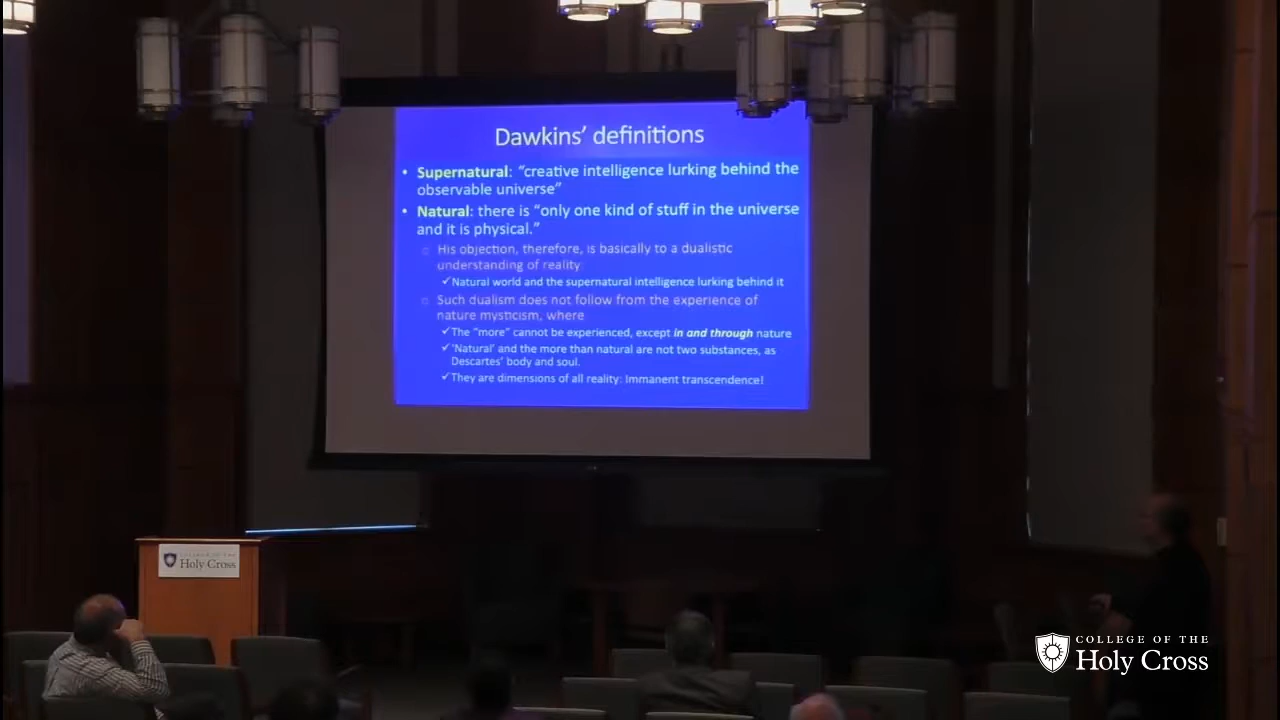 Dawkins’ definitions
• Supernatural: “creative intelligence lurking behind the
observable universe”
• Natural: there is “only one kind of stuff in the universe
and it is physical.”
○ His objection, therefore, is basically to a dualistic
understanding of reality
✓Natural world and the supernatural intelligence lurking behind it
○ Such dualism does not follow from the experience of
nature mysticism, where
✓The “more” cannot be experienced, except in and through nature
✓‘Natural’ and the more than natural are not two substances, as
Descartes’ body and soul.
✓They are dimensions of all reality: Immanent transcendence!
COLLEGE OF THE
Holy Cross
COLLEGE OF THE
Holy Cross